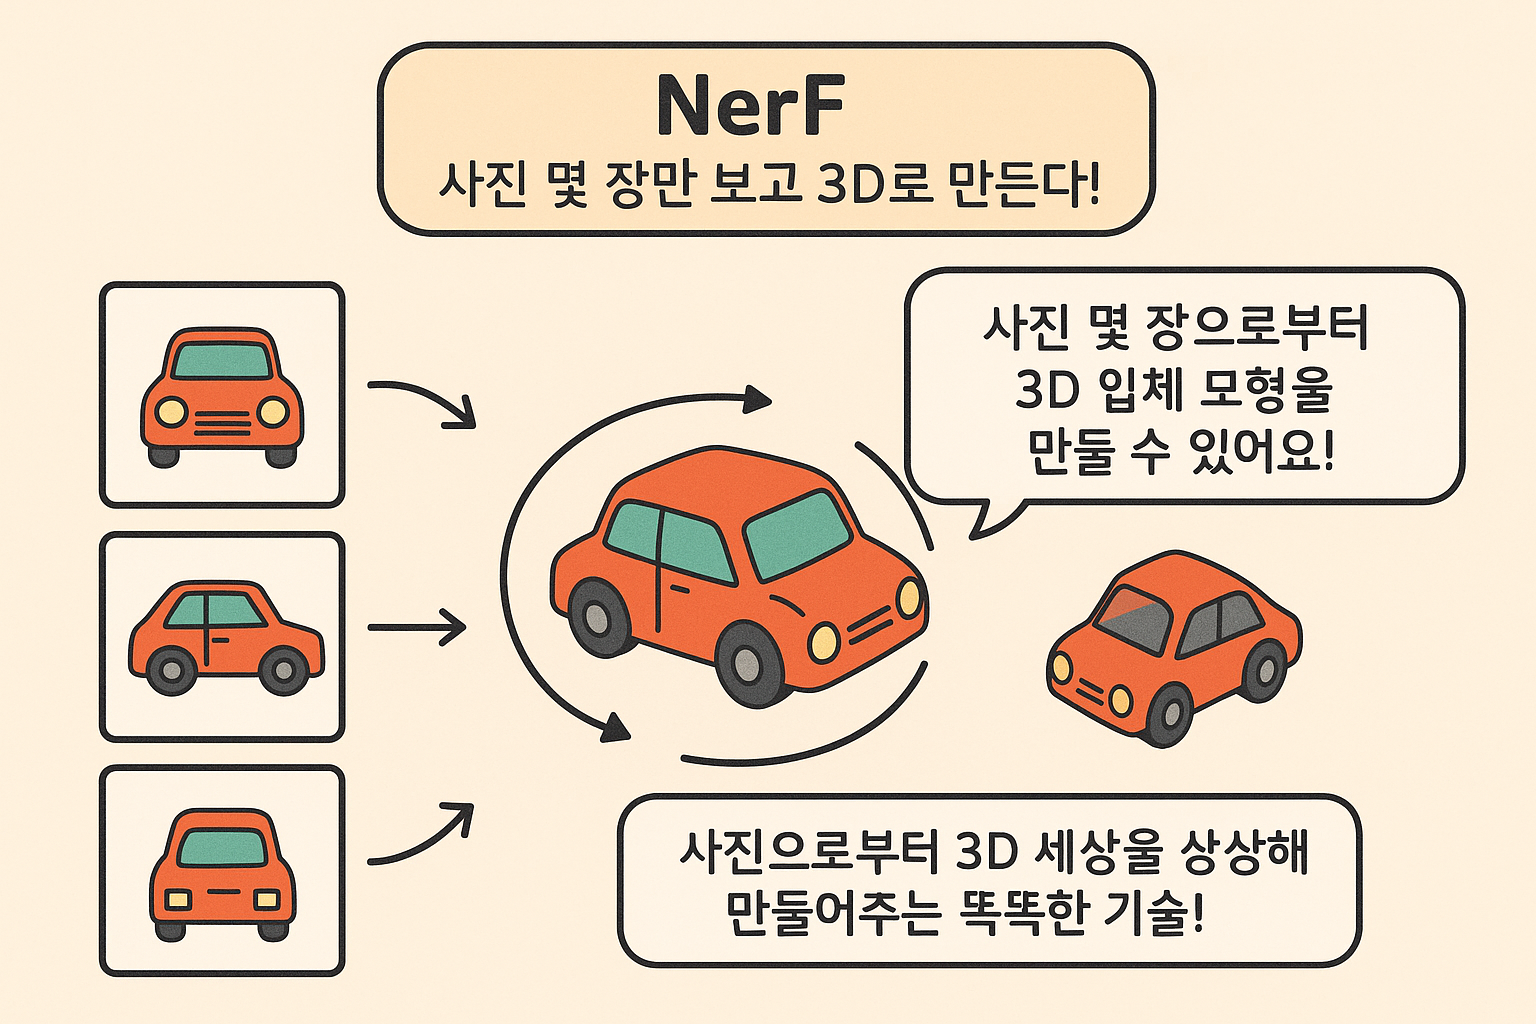 NerF
사진 몇 장만 보고 3D로 만든다!
사진 몇 장으로부터
3D 입체 모형울
만둘 수 있어요!
사진으로부터 3D 세상울 상상해
만둘어추는 똑똑한 기술!